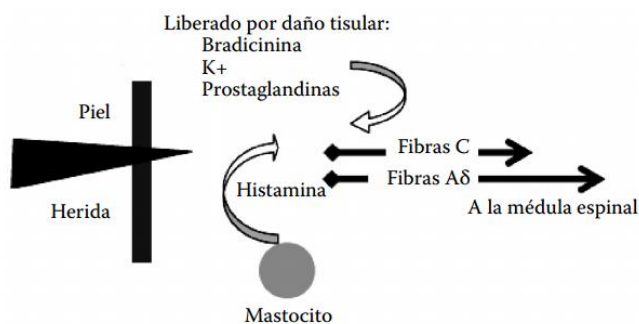 Liberado por daño tisular:
Bradicinina
K+
Prostaglandinas
Piel
Herida
Histamina
Fibras C
Fibras Aδ
A la médula espinal
Mastocito